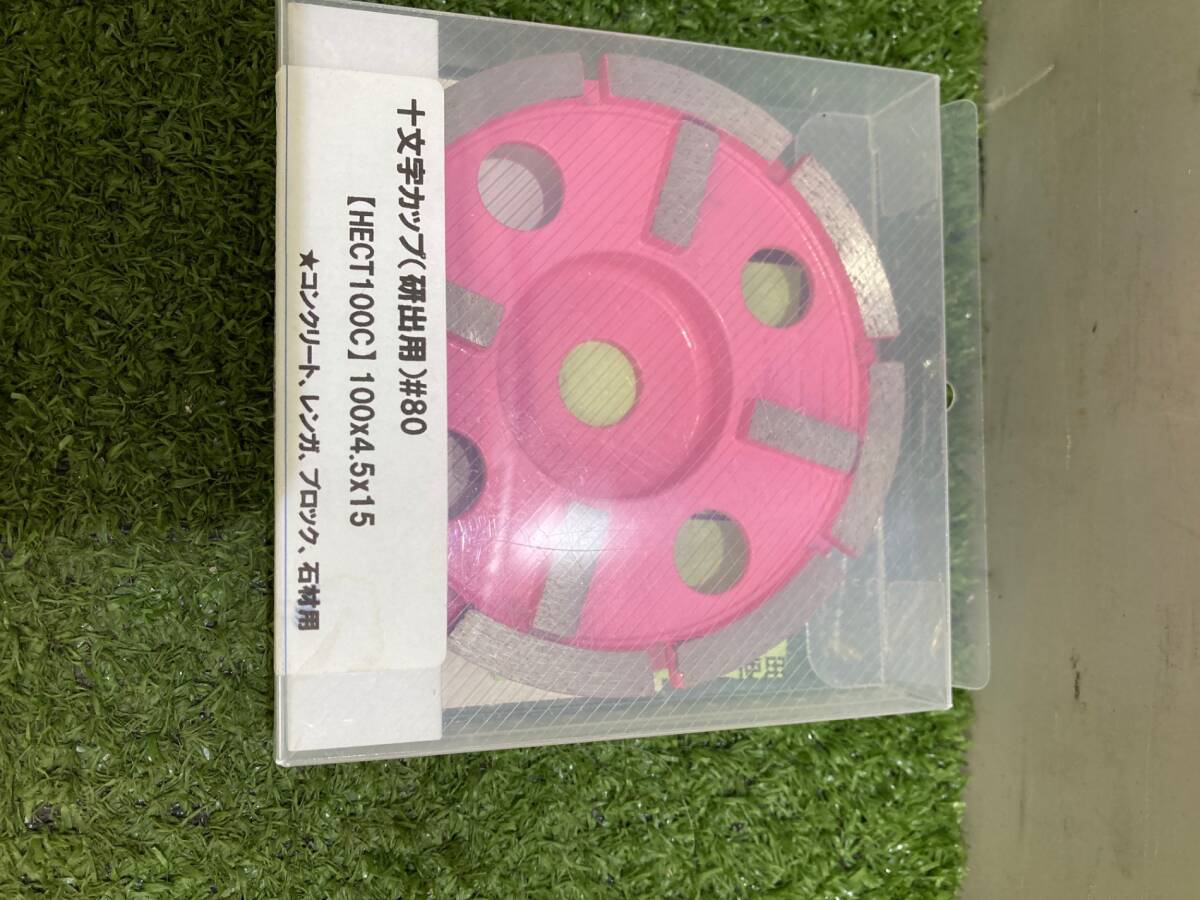 十文字カップ(研出用)#80
【HECT100C】100x4.5x15
★コンクリート、レンガ、ブロック、石材用